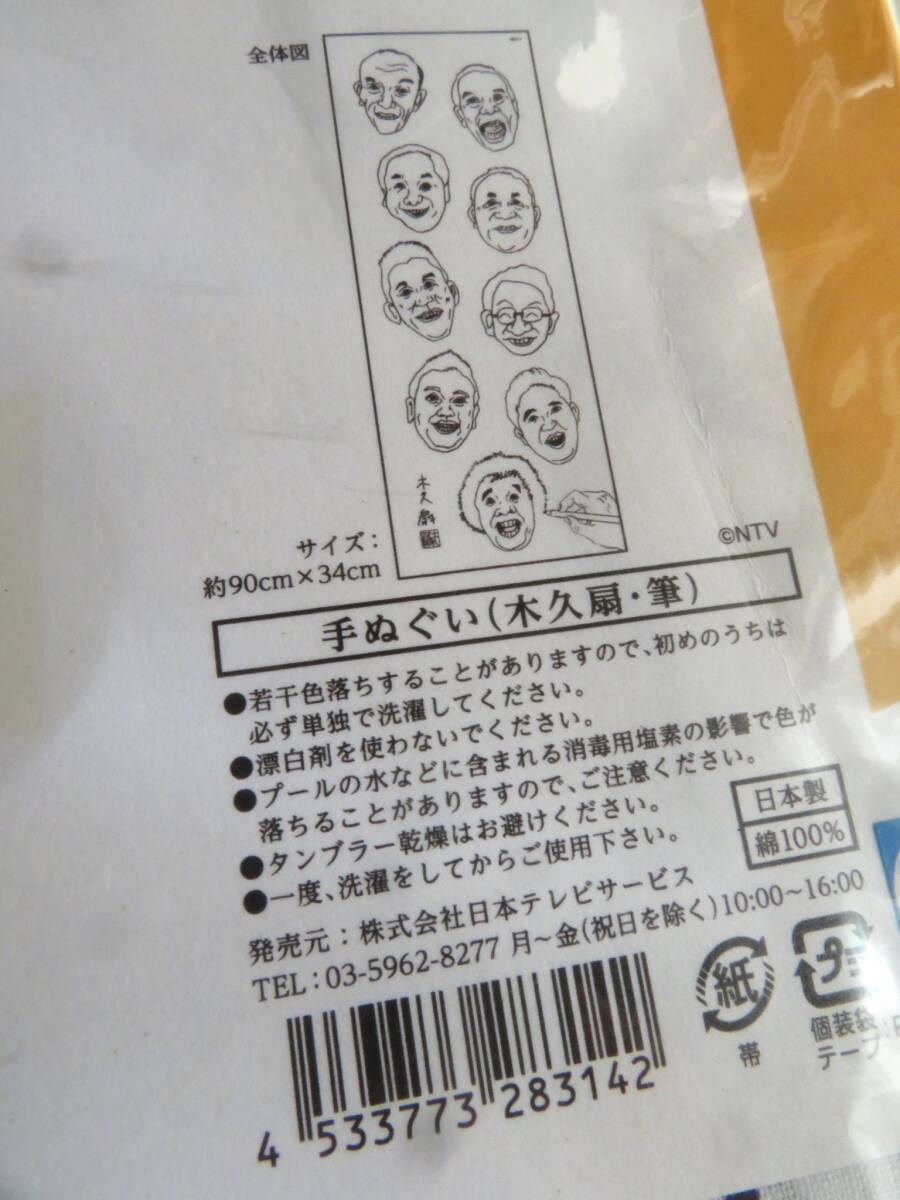 全体図
木久扇
©NTV
サイズ：
約90cm×34cm
手ぬぐい(木久扇・筆)
●若干色落ちすることがありますので、初めのうちは
必ず単独で洗濯してください。
●漂白剤を使わないでください。
●プールの水などに含まれる消毒用塩素の影響で色が
落ちることがありますので、ご注意ください。
●タンブラー乾燥はお避けください。
●一度、洗濯をしてからご使用下さい。
日本製
綿100%
発売元：株式会社日本テレビサービス
TEL：03-5962-8277 月～金(祝日を除く)10:00～16:00
紙
帯
プラ
個装袋
テープ：P
4 533773 283142